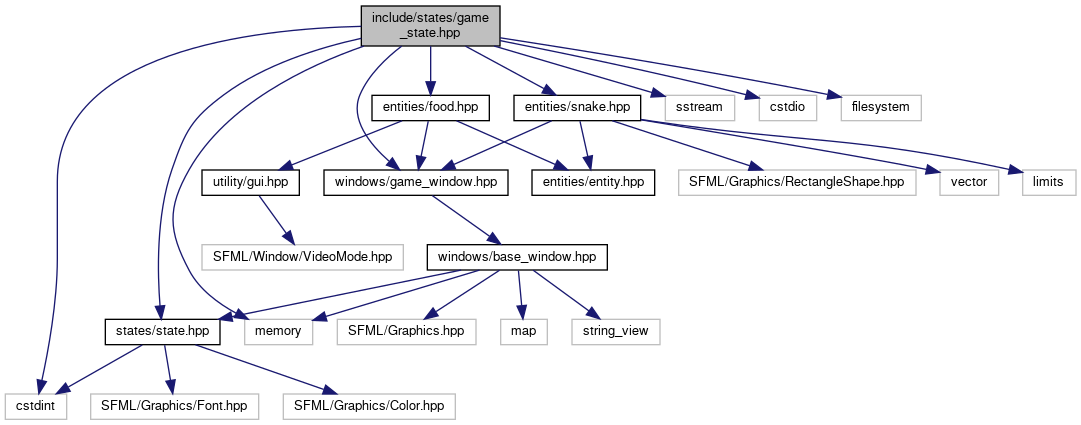 include/states/game
_state.hpp
entities/food.hpp
entities/snake.hpp
sstream
cstdio
filesystem
utility/gui.hpp
windows/game_window.hpp
entities/entity.hpp
SFML/Graphics/RectangleShape.hpp
vector
limits
SFML/Window/VideoMode.hpp
windows/base_window.hpp
states/state.hpp
memory
SFML/Graphics.hpp
map
string_view
cstdint
SFML/Graphics/Font.hpp
SFML/Graphics/Color.hpp